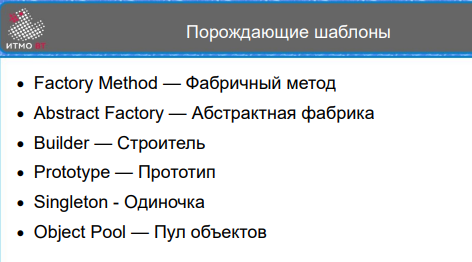 Порождающие шаблоны
ИТМО ВТ
• Factory Method — Фабричный метод
• Abstract Factory — Абстрактная фабрика
• Builder — Строитель
• Prototype — Прототип
• Singleton - Одиночка
• Object Pool — Пул объектов